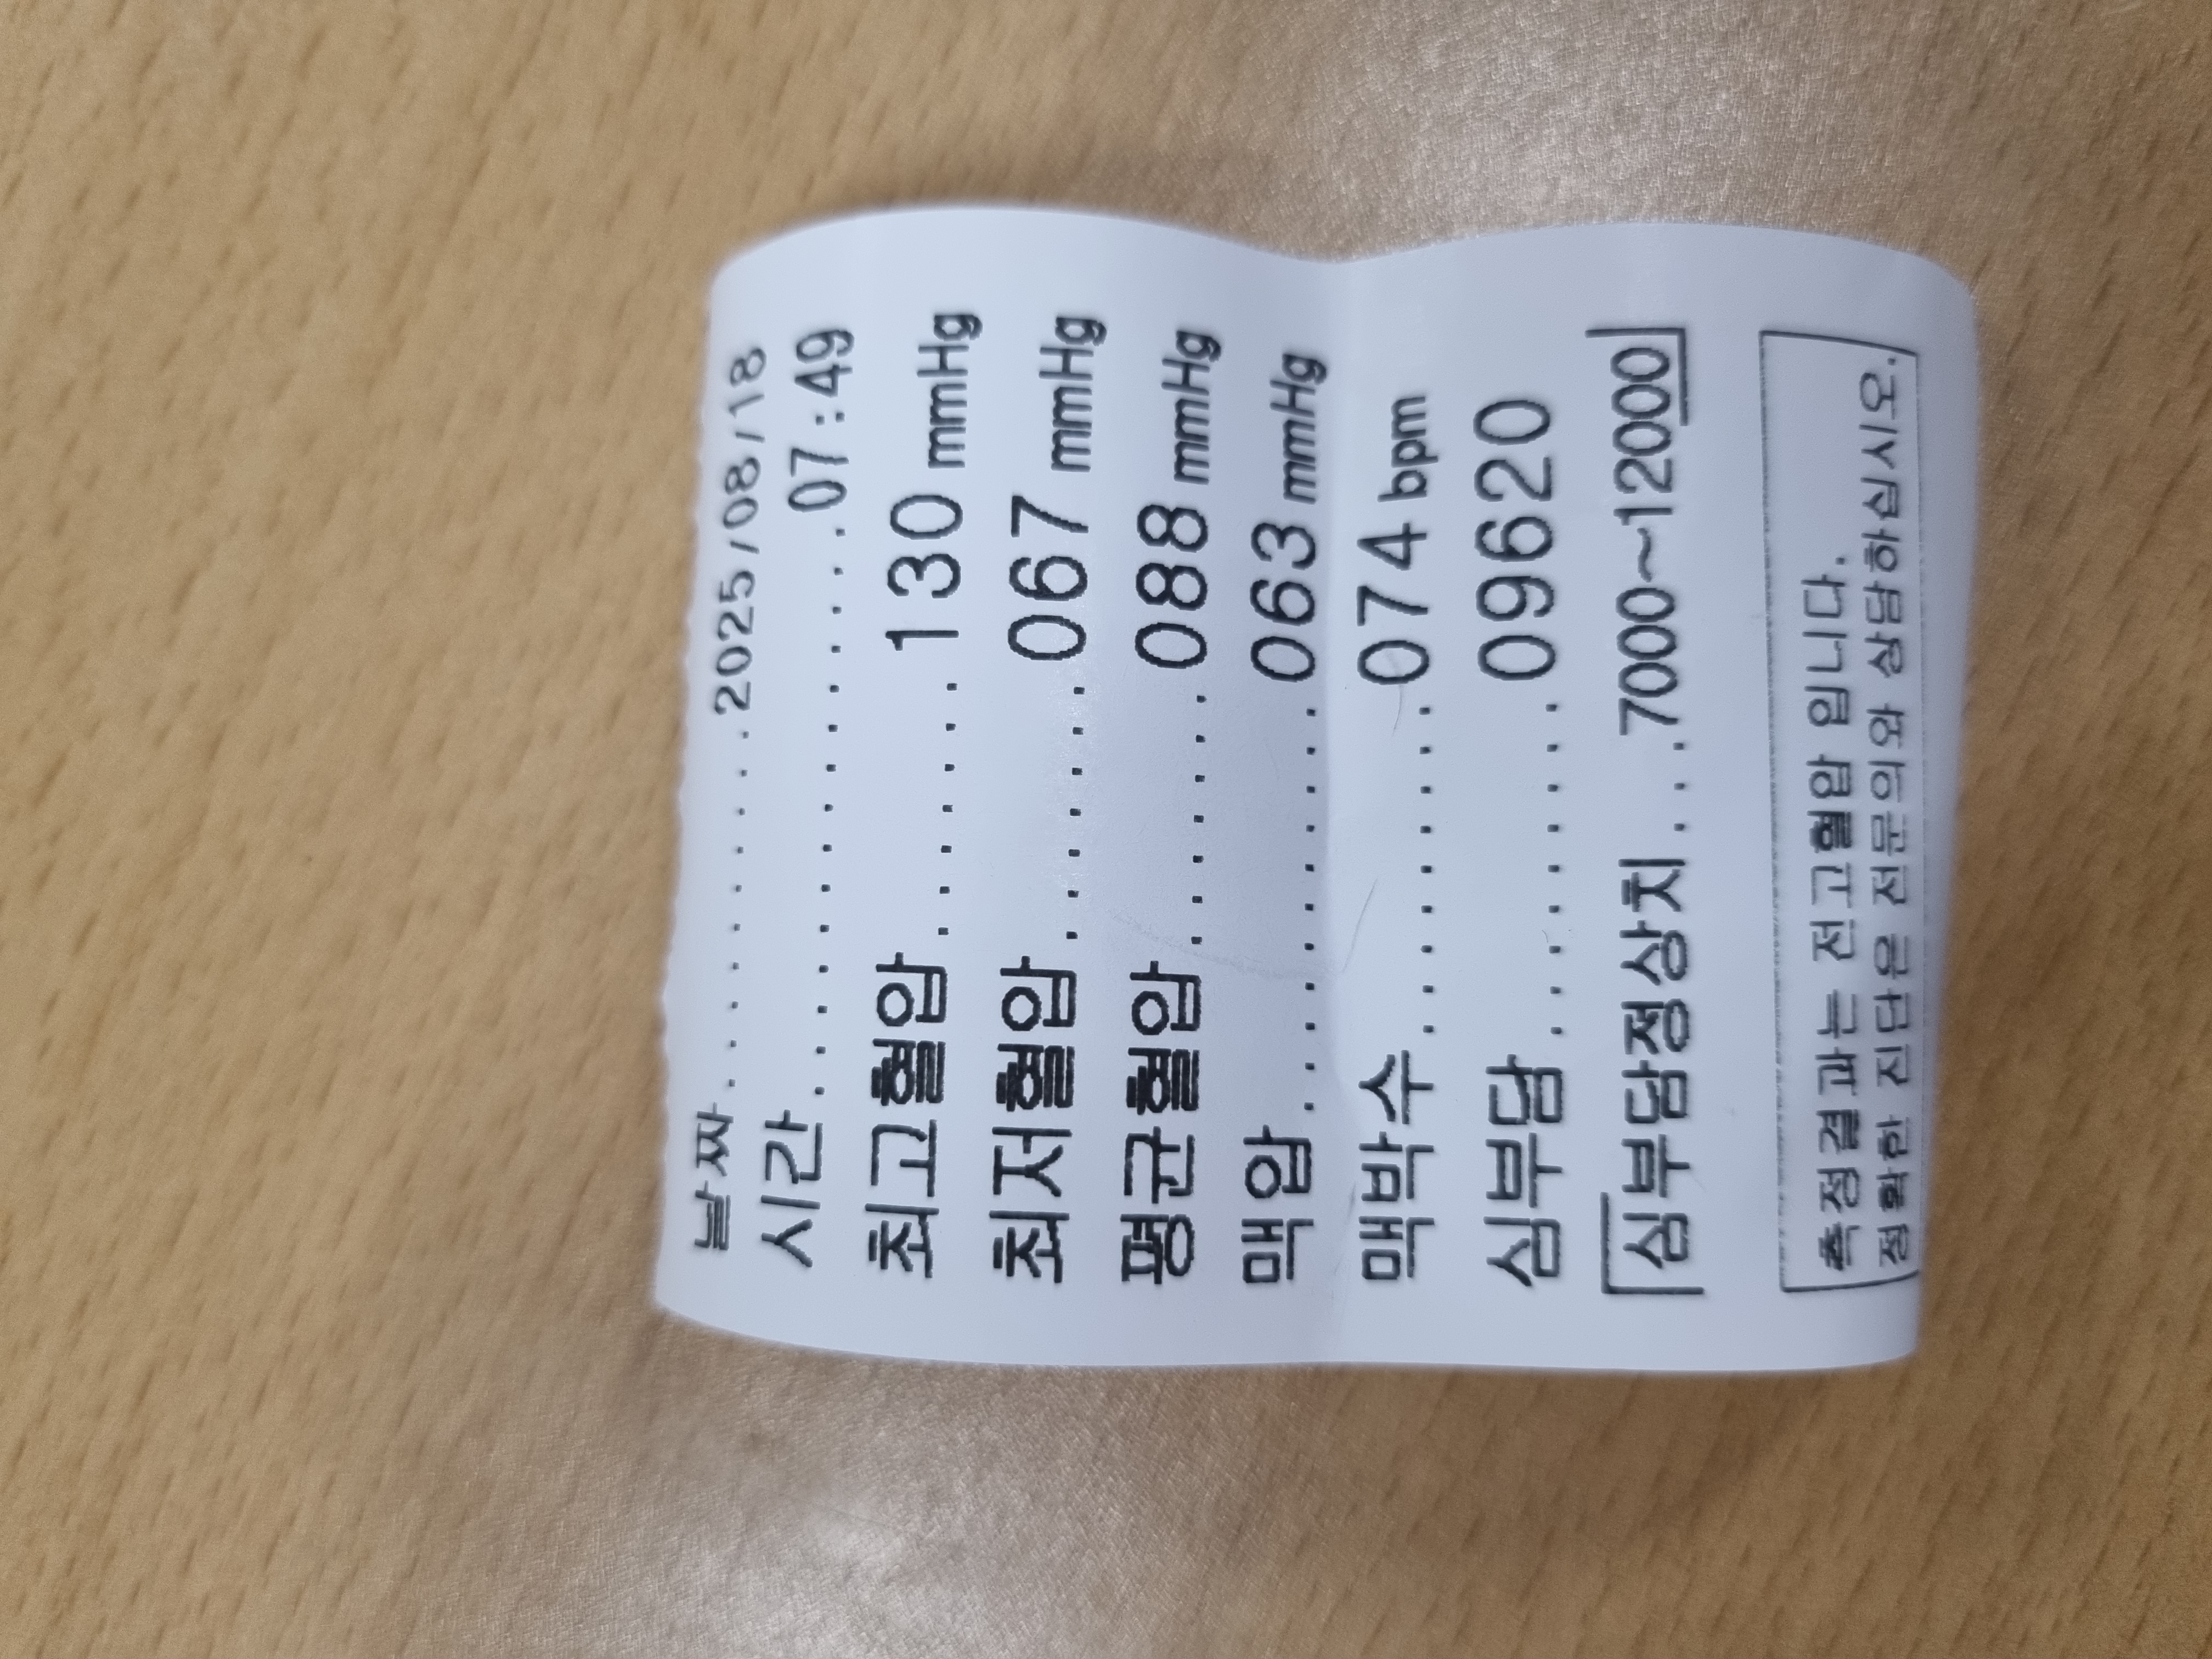 날짜..............2025/08/18
시간..................07:49
최고혈압.......130 mmHg
최저혈압.......067 mmHg
평균혈압.......088 mmHg
맥압............063 mmHg
맥박수.........074 bpm
심부담.........09620
심부담정상치...7000~12000
측정결과는 전고혈압 입니다.
정확한 진단은 전문의와 상담하십시오.